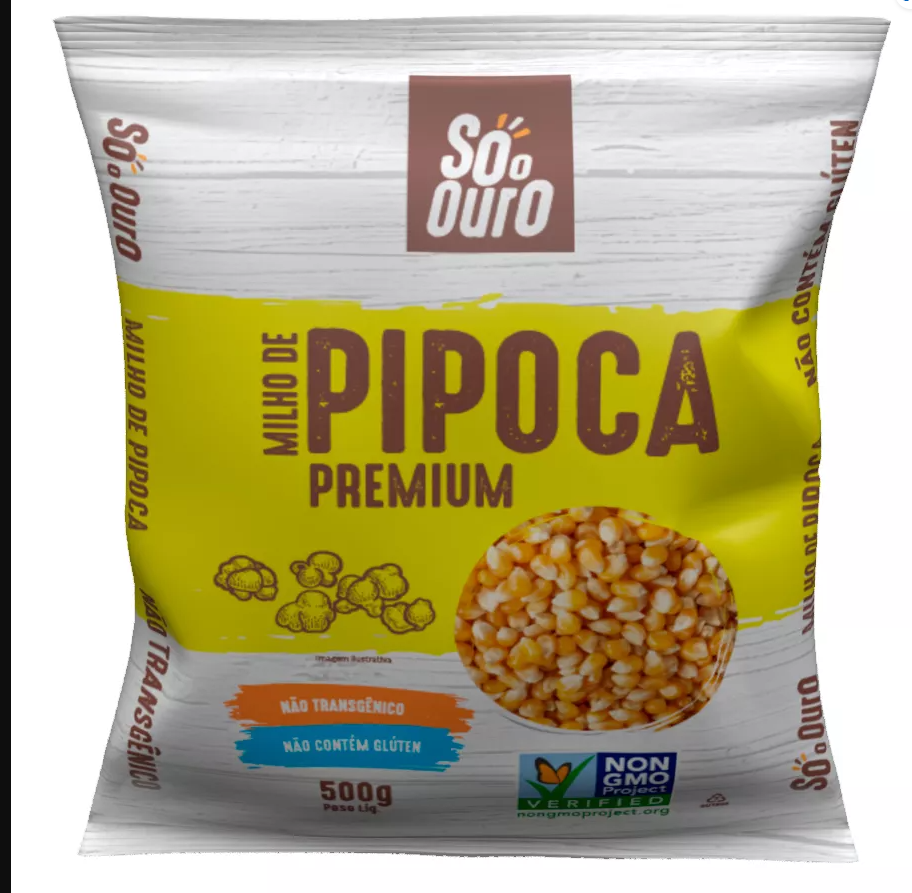 Só o
Ouro
MILHO DE
PIPOCA
PREMIUM
Imagem ilustrativa
NÃO TRANSGÊNICO
NÃO CONTÉM GLÚTEN
500g
Peso Líq.
NON
GMO
Project
VERIFIED
nongmoproject.org
Só o Ouro
MILHO DE PIPOCA
NÃO TRANSGÊNICO
NÃO CONTÉM GLÚTEN
MILHO DE PIPOCA
Só o Ouro